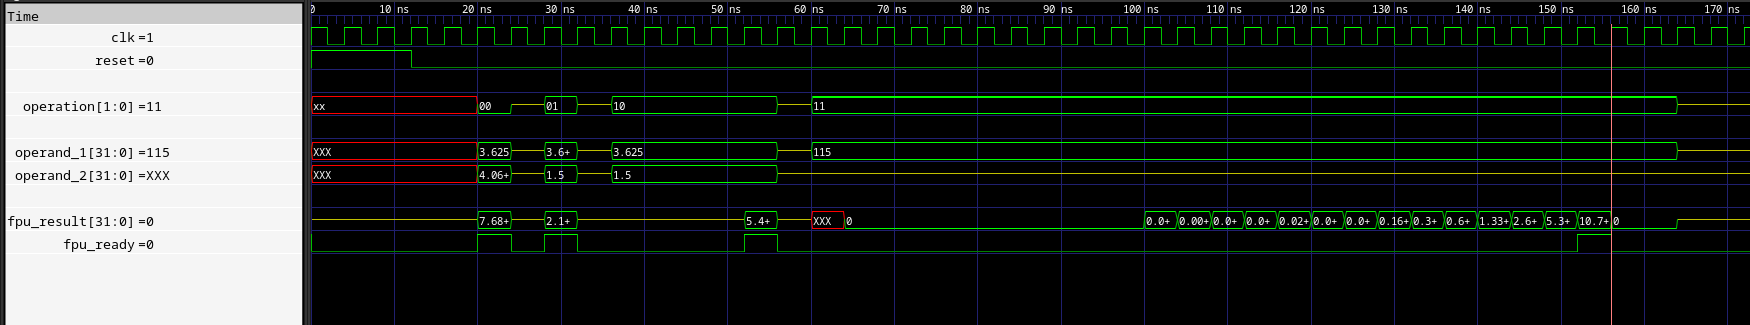 Time 0 10 ns 20 ns 30 ns 40 ns 50 ns 60 ns 70 ns 80 ns 90 ns 100 ns 110 ns 120 ns 130 ns 140 ns 150 ns 160 ns 170 ns
clk =1
reset =0
operation[1:0] =11 xx 00 01 10 11
operand_1[31:0] =115 XXX 3.625 3.6+ 3.625 115
operand_2[31:0] =XXX XXX 4.06+ 1.5 1.5
fpu_result[31:0] =0 7.68+ 2.1+ 5.4+ XXX 0 0.0+ 0.00+ 0.0+ 0.0+ 0.02+ 0.0+ 0.0+ 0.16+ 0.3+ 0.6+ 1.33+ 2.6+ 5.3+ 10.7+ 0
fpu_ready =0